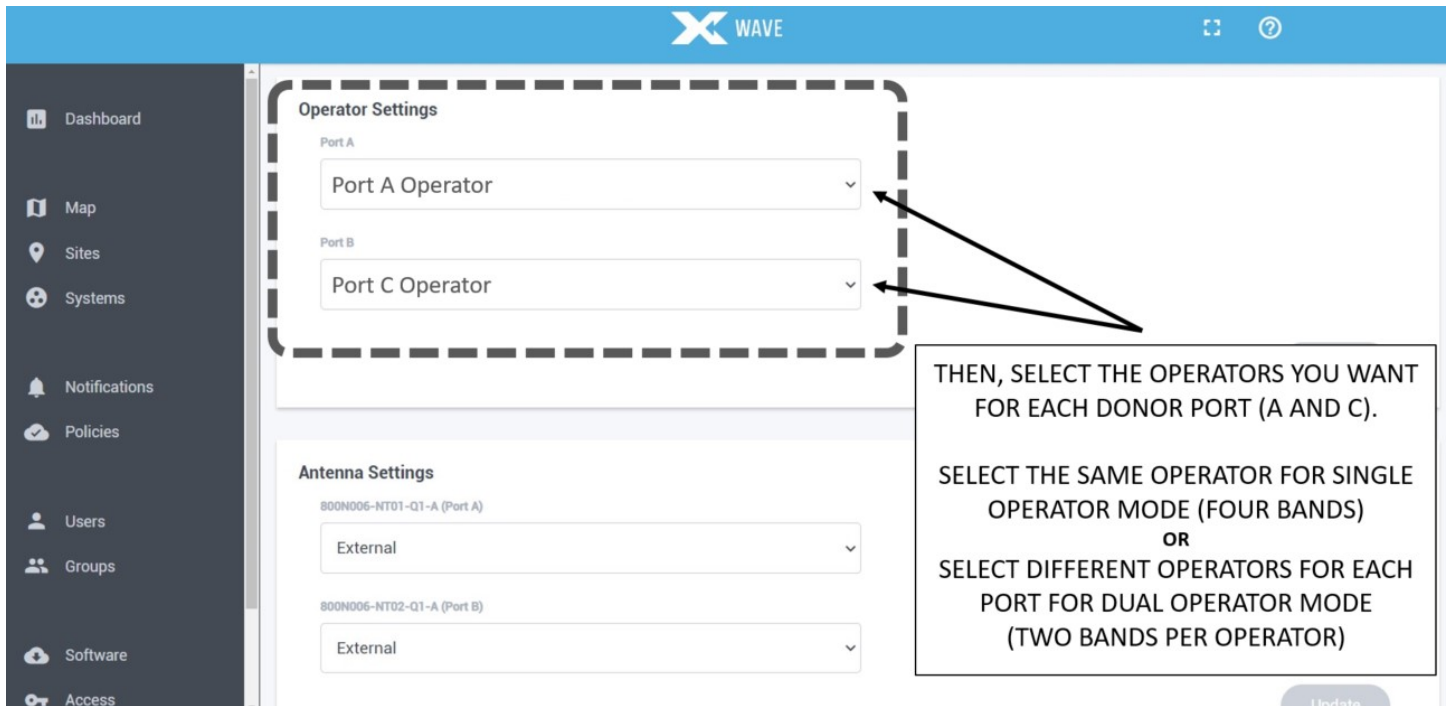 WAVE
Dashboard
Map
Sites
Systems
Notifications
Policies
Users
Groups
Software
Access
Operator Settings
Port A
Port A Operator
Port B
Port C Operator
THEN, SELECT THE OPERATORS YOU WANT
FOR EACH DONOR PORT (A AND C).
SELECT THE SAME OPERATOR FOR SINGLE
OPERATOR MODE (FOUR BANDS)
OR
SELECT DIFFERENT OPERATORS FOR EACH
PORT FOR DUAL OPERATOR MODE
(TWO BANDS PER OPERATOR)
Antenna Settings
800N006-NT01-Q1-A (Port A)
External
800N006-NT02-Q1-A (Port B)
External
Update